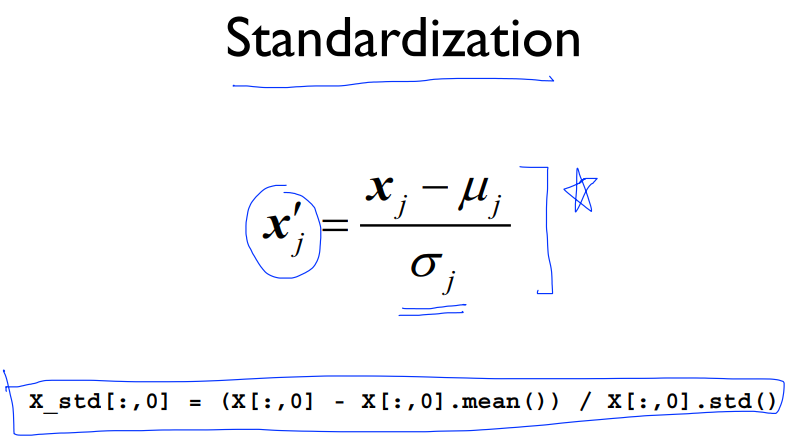 Standardization
x′ⱼ = (xⱼ − μⱼ) / σⱼ
X_std[:,0] = (X[:,0] - X[:,0].mean()) / X[:,0].std()